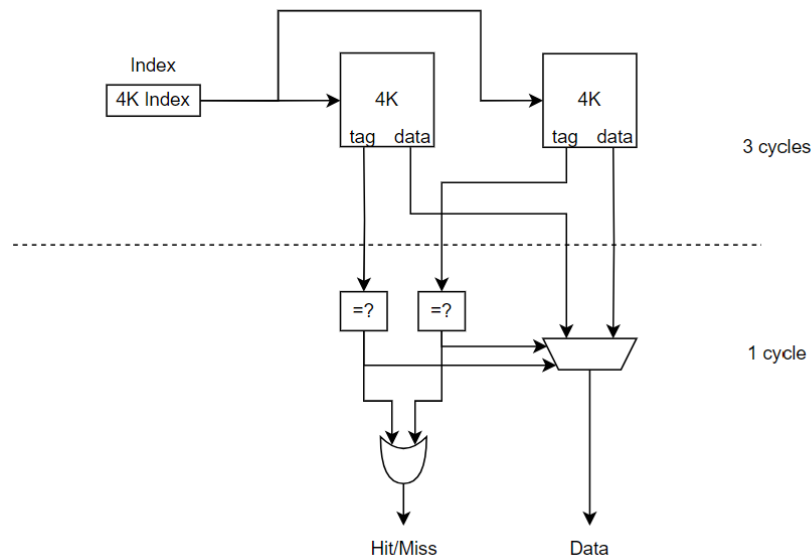 Index
4K Index
4K
tag data
4K
tag data
3 cycles
=?
=?
1 cycle
Hit/Miss
Data